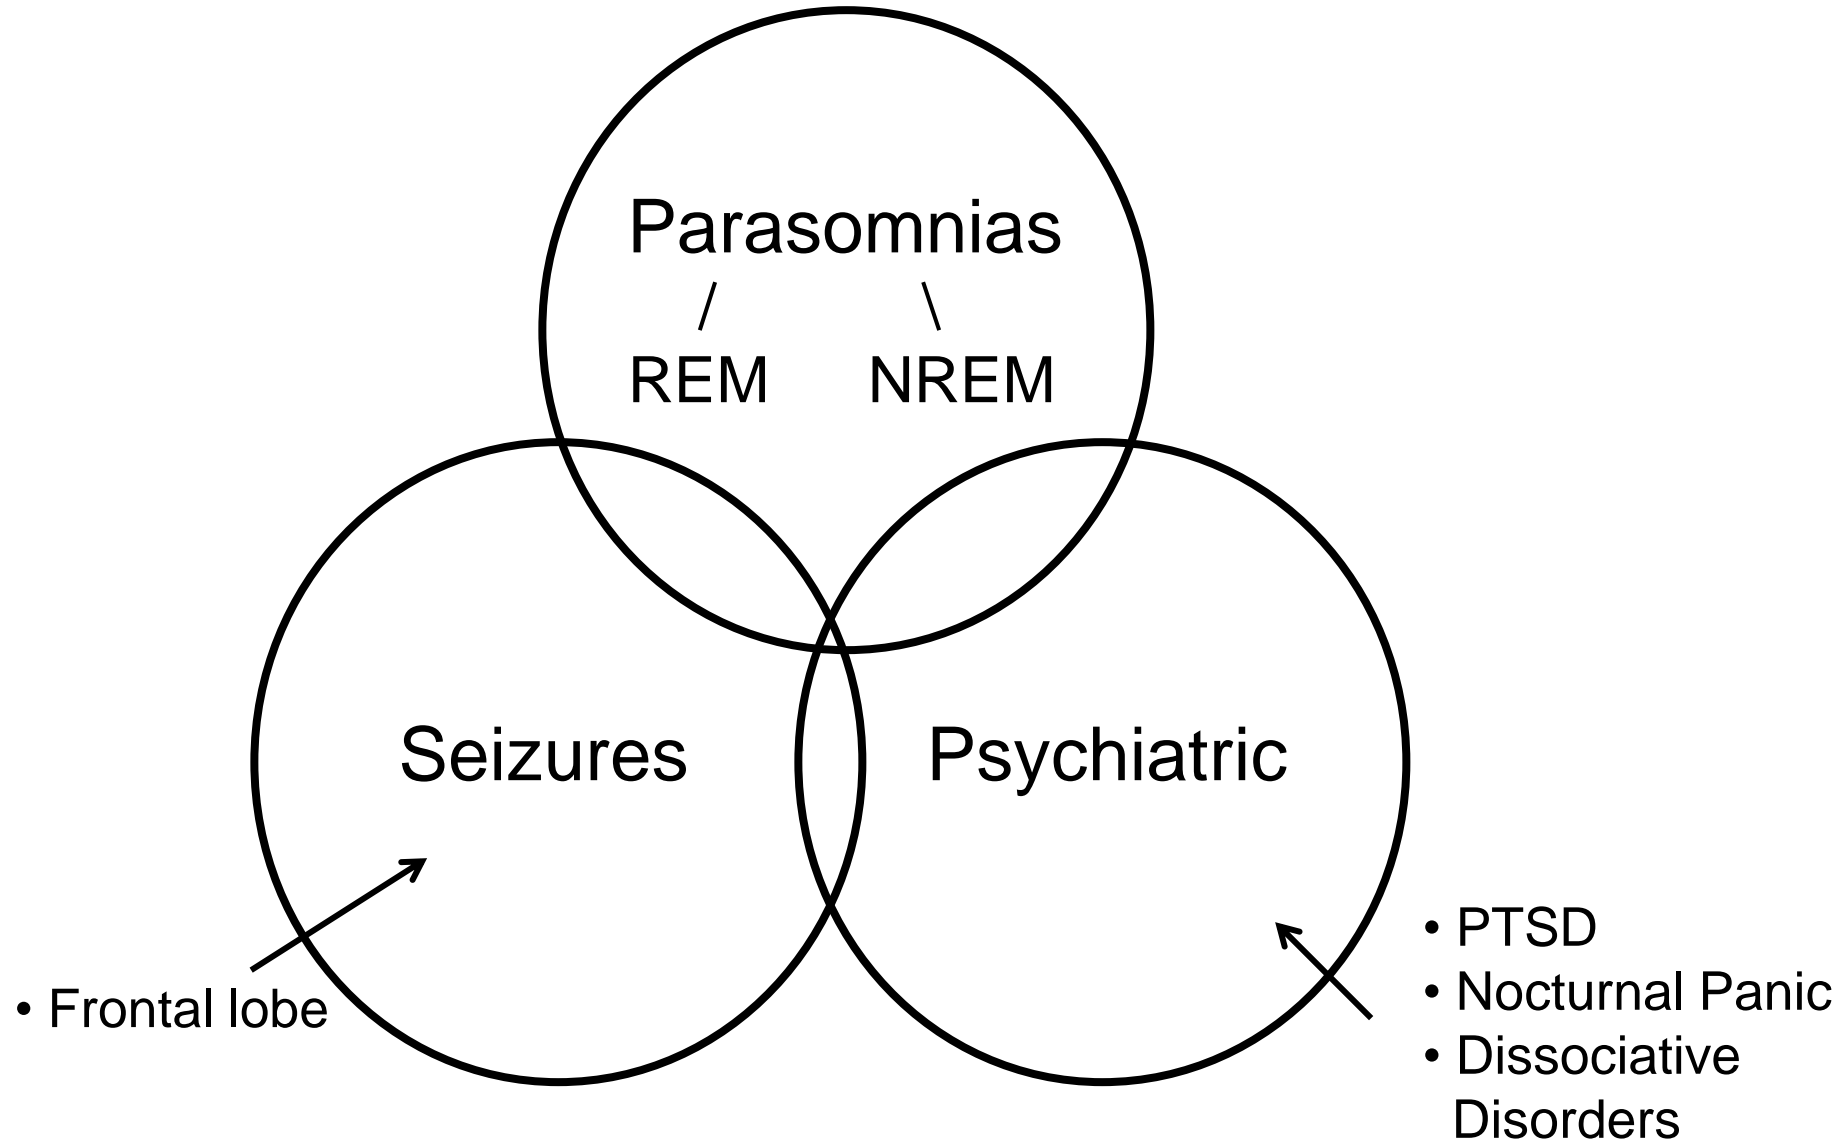 Parasomnias
REM NREM
Seizures
Psychiatric
• Frontal lobe
• PTSD
• Nocturnal Panic
• Dissociative
Disorders